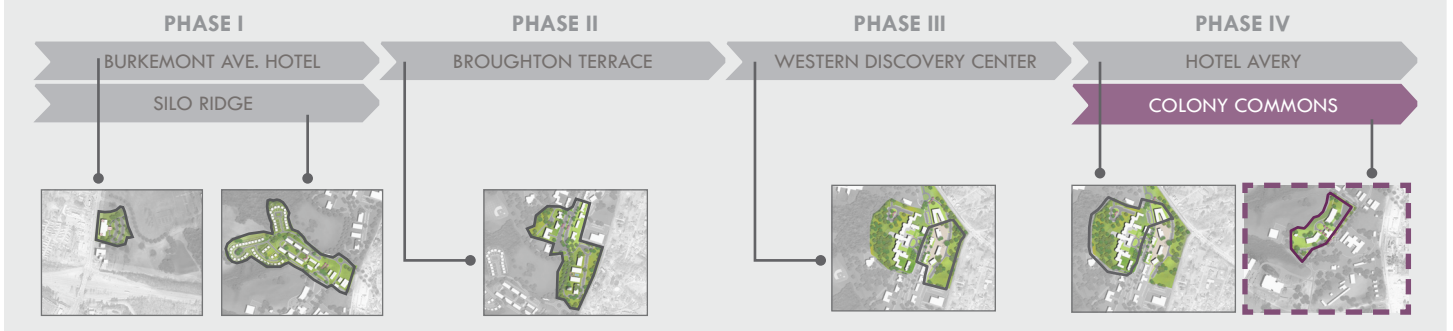 PHASE I
PHASE II
PHASE III
PHASE IV
BURKEMONT AVE. HOTEL
BROUGHTON TERRACE
WESTERN DISCOVERY CENTER
HOTEL AVERY
SILO RIDGE
COLONY COMMONS